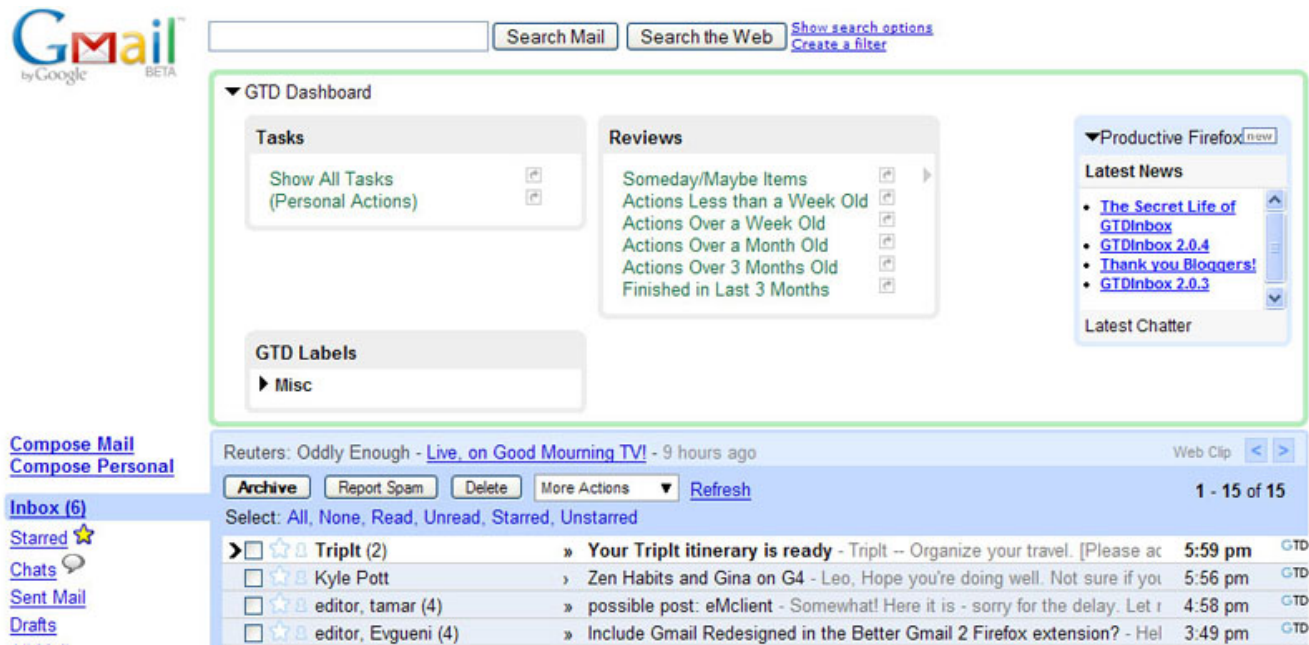 Gmail
by Google BETA
Search Mail Search the Web Show search options
Create a filter
GTD Dashboard
Tasks
Show All Tasks
(Personal Actions)
Reviews
Someday/Maybe Items
Actions Less than a Week Old
Actions Over a Week Old
Actions Over a Month Old
Actions Over 3 Months Old
Finished in Last 3 Months
Productive Firefox new
Latest News
The Secret Life of
GTDInbox
GTDInbox 2.0.4
Thank you Bloggers!
GTDInbox 2.0.3
Latest Chatter
GTD Labels
Misc
Compose Mail
Compose Personal
Inbox (6)
Starred
Chats
Sent Mail
Drafts
Reuters: Oddly Enough - Live, on Good Mourning TV! - 9 hours ago Web Clip < >
Archive Report Spam Delete More Actions Refresh 1 - 15 of 15
Select: All, None, Read, Unread, Starred, Unstarred
TripIt (2) » Your TripIt itinerary is ready - TripIt -- Organize your travel. [Please ac 5:59 pm GTD
Kyle Pott › Zen Habits and Gina on G4 - Leo, Hope you're doing well. Not sure if you 5:56 pm GTD
editor, tamar (4) » possible post: eMclient - Somewhat! Here it is - sorry for the delay. Let r 4:58 pm GTD
editor, Evgueni (4) » Include Gmail Redesigned in the Better Gmail 2 Firefox extension? - Hel 3:49 pm GTD